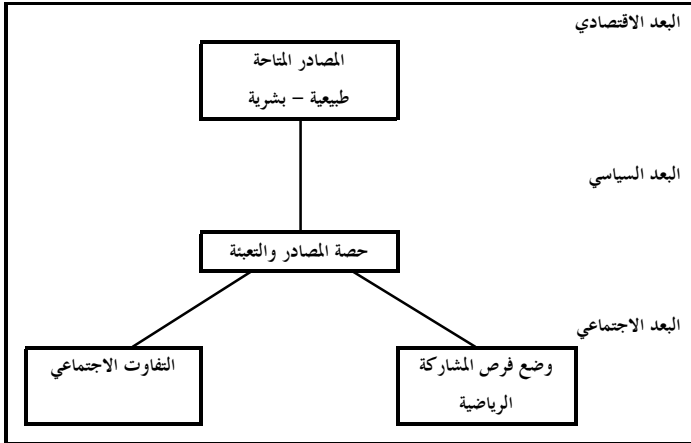 البعد الاقتصادي
المصادر المتاحة
طبيعية – بشرية
البعد السياسي
حصة المصادر والتعبئة
البعد الاجتماعي
وضع فرص المشاركة
الرياضية
التفاوت الاجتماعي